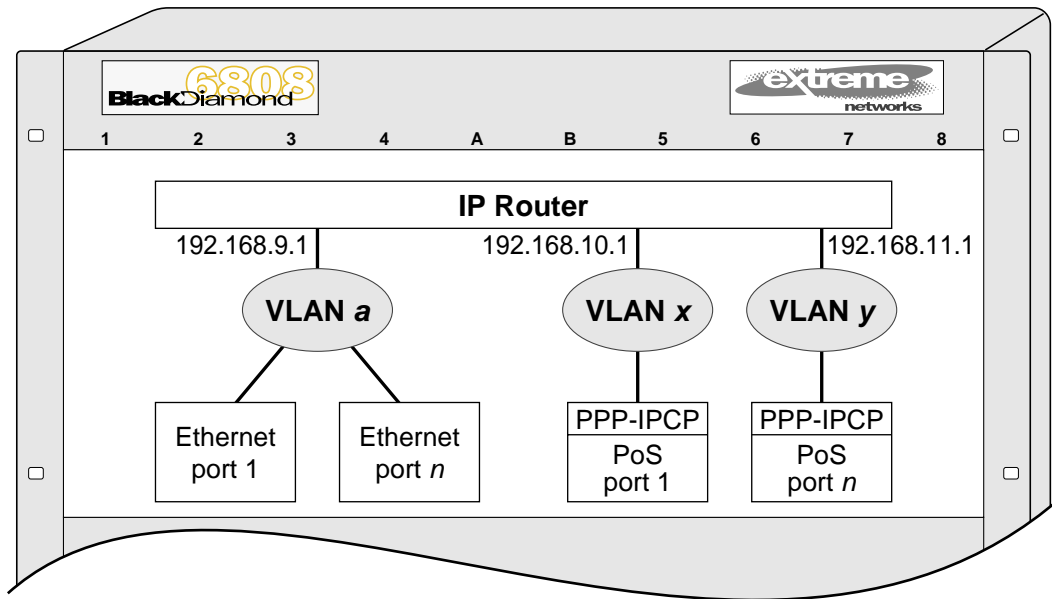 6808
BlackDiamond
extreme
networks
1 2 3 4 A B 5 6 7 8
IP Router
192.168.9.1 192.168.10.1 192.168.11.1
VLAN a VLAN x VLAN y
Ethernet
port 1
Ethernet
port n
PPP-IPCP
PoS
port 1
PPP-IPCP
PoS
port n